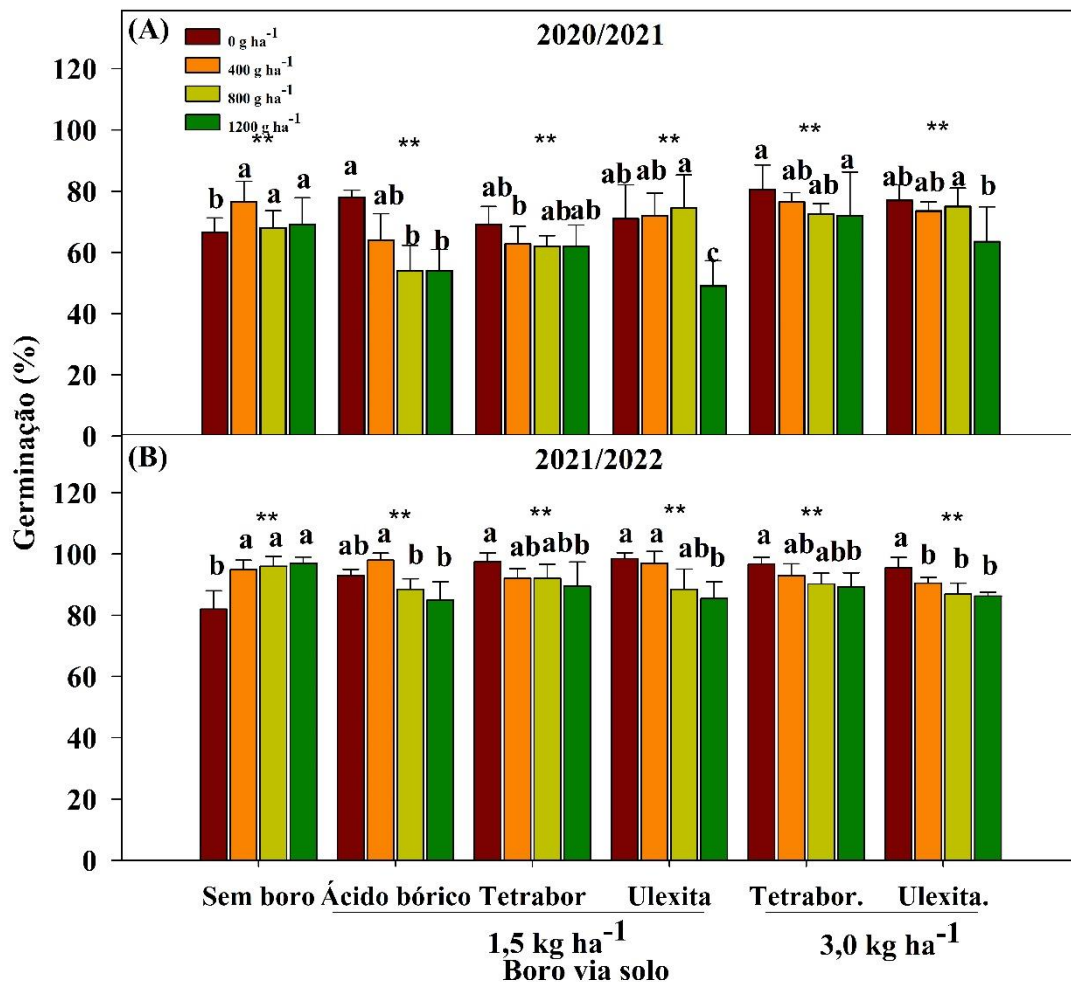 (A)
2020/2021
0 g ha⁻¹
400 g ha⁻¹
800 g ha⁻¹
1200 g ha⁻¹
** ** ** ** ** **
b a a a a ab b b ab b ab ab ab ab a c a ab ab a ab ab a b
120
100
80
60
40
20
0
Germinação (%)
(B)
2021/2022
** ** ** ** ** **
b a a a ab a b b a ab ab b a a ab b a ab ab b a b b b
120
100
80
60
40
20
0
Sem boro Ácido bórico Tetrabor Ulexita Tetrabor. Ulexita.
1,5 kg ha⁻¹ 3,0 kg ha⁻¹
Boro via solo